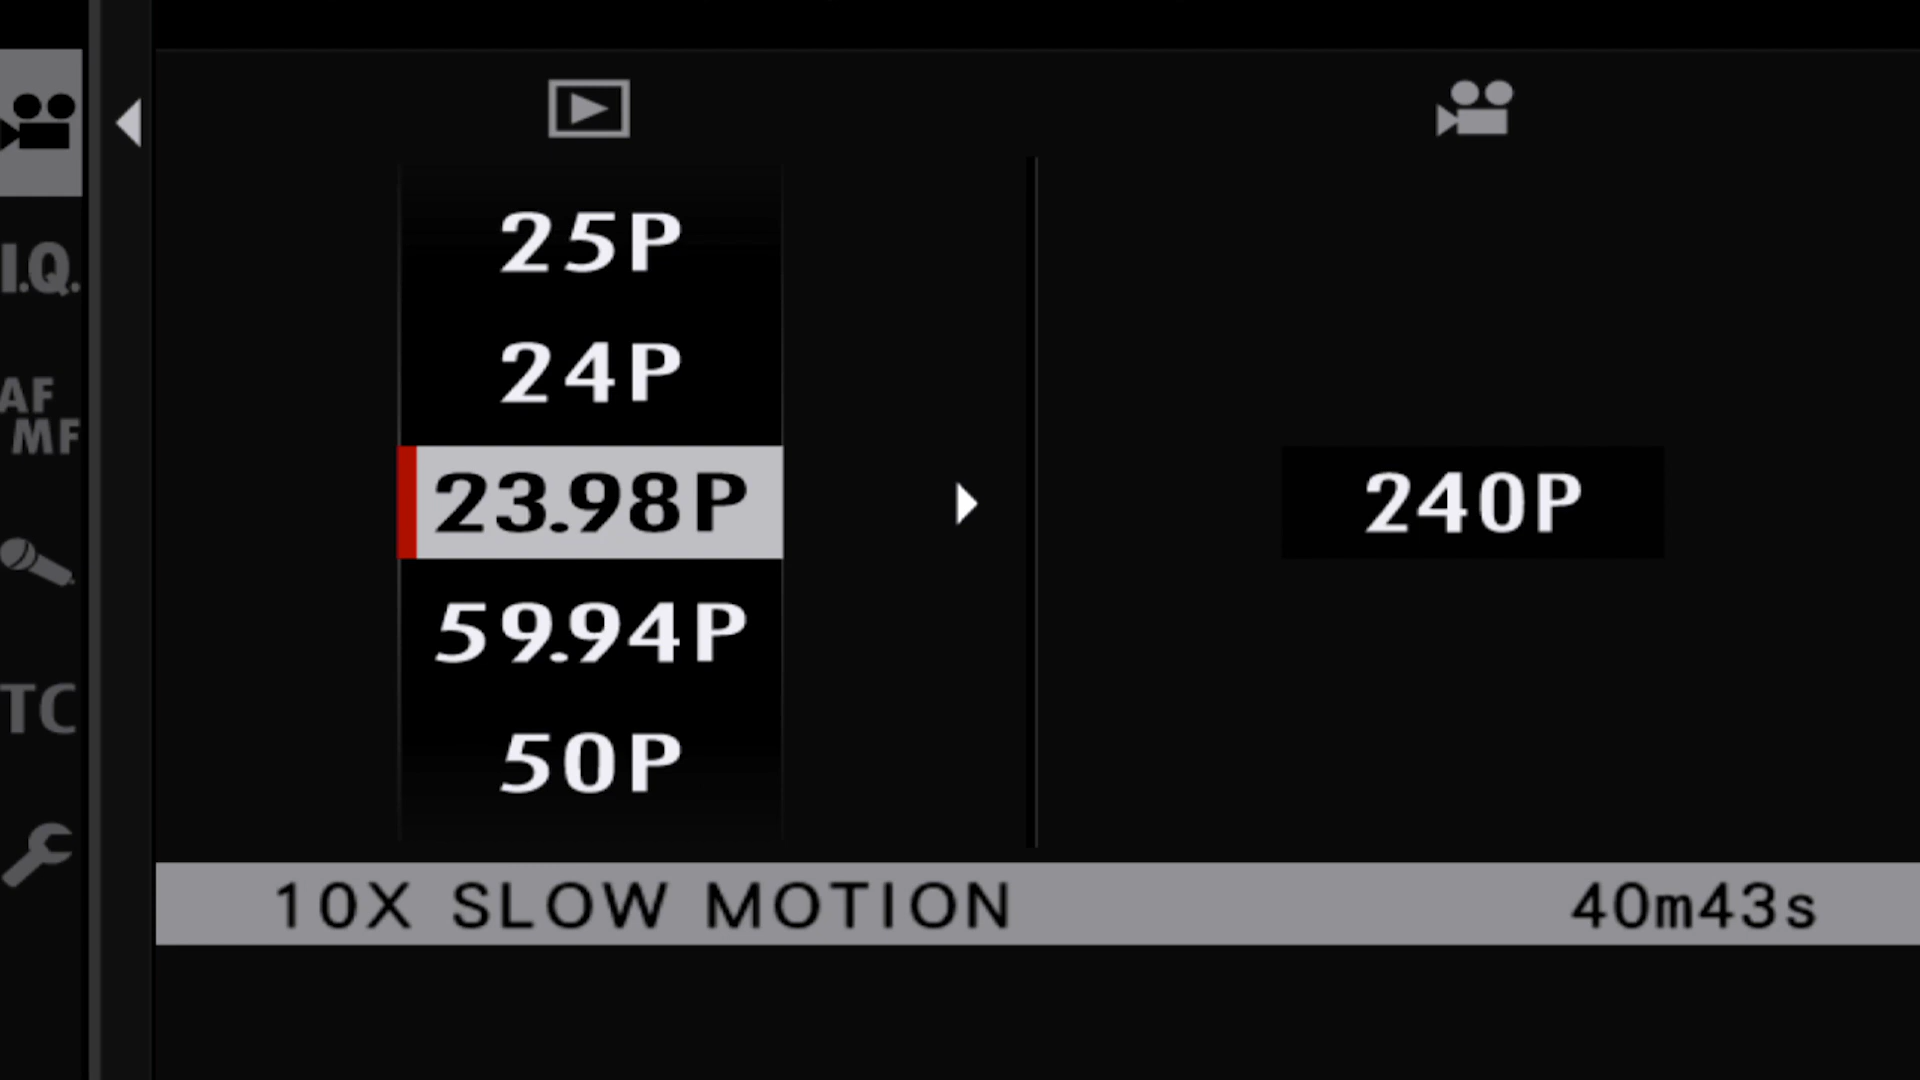 I.Q.
AF
MF
TC
25P
24P
23.98P
59.94P
50P
240P
10X SLOW MOTION
40m43s